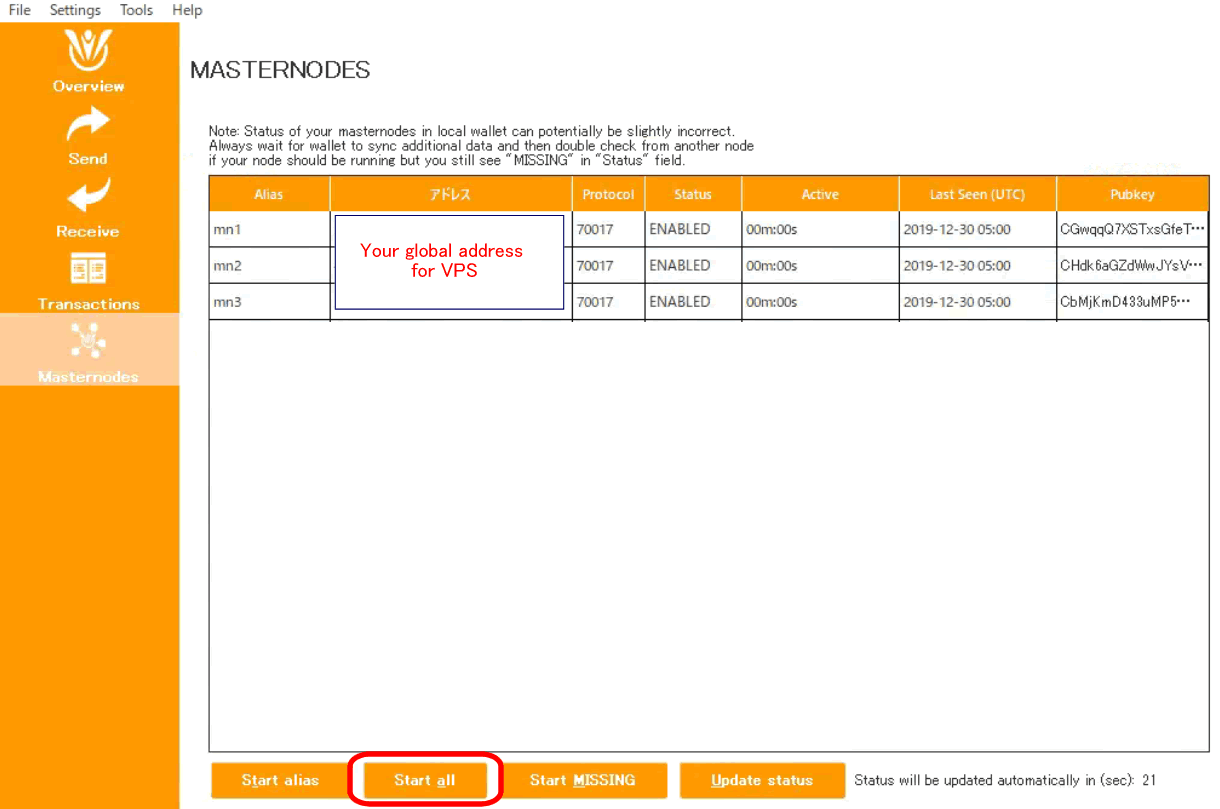 File Settings Tools Help
Overview
Send
Receive
Transactions
Masternodes
MASTERNODES
Note: Status of your masternodes in local wallet can potentially be slightly incorrect.
Always wait for wallet to sync additional data and then double check from another node
if your node should be running but you still see "MISSING" in "Status" field.
Alias アドレス Protocol Status Active Last Seen (UTC) Pubkey
mn1 70017 ENABLED 00m:00s 2019-12-30 05:00 CGwqqQ7XSTxsGfeT…
mn2 70017 ENABLED 00m:00s 2019-12-30 05:00 CHdk6aGZdWwJYsV…
mn3 70017 ENABLED 00m:00s 2019-12-30 05:00 CbMjKmD433uMP5…
Your global address
for VPS
Start alias Start all Start MISSING Update status Status will be updated automatically in (sec): 21